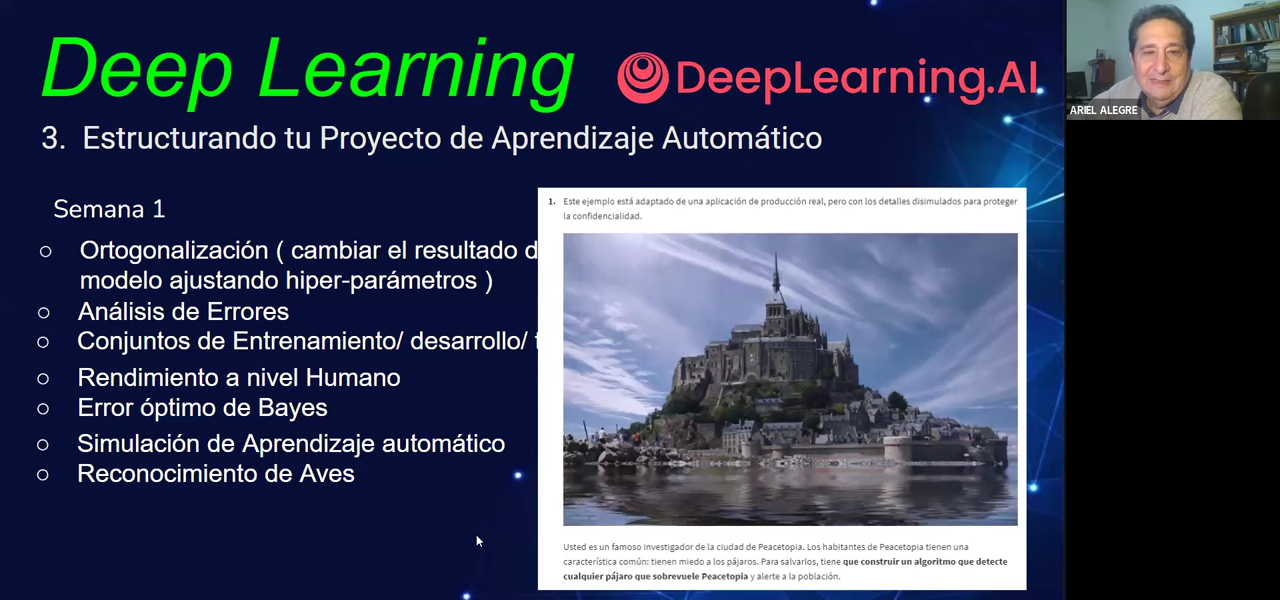 Deep Learning
DeepLearning.AI
ARIEL ALEGRE
3. Estructurando tu Proyecto de Aprendizaje Automático
Semana 1
Ortogonalización ( cambiar el resultado d
modelo ajustando hiper-parámetros )
Análisis de Errores
Conjuntos de Entrenamiento/ desarrollo/
Rendimiento a nivel Humano
Error óptimo de Bayes
Simulación de Aprendizaje automático
Reconocimiento de Aves
1. Este ejemplo está adaptado de una aplicación de producción real, pero con los detalles disimulados para proteger
la confidencialidad.
Usted es un famoso investigador de la ciudad de Peacetopia. Los habitantes de Peacetopia tienen una
característica común: tienen miedo a los pájaros. Para salvarlos, tiene que construir un algoritmo que detecte
cualquier pájaro que sobrevuele Peacetopia y alerte a la población.